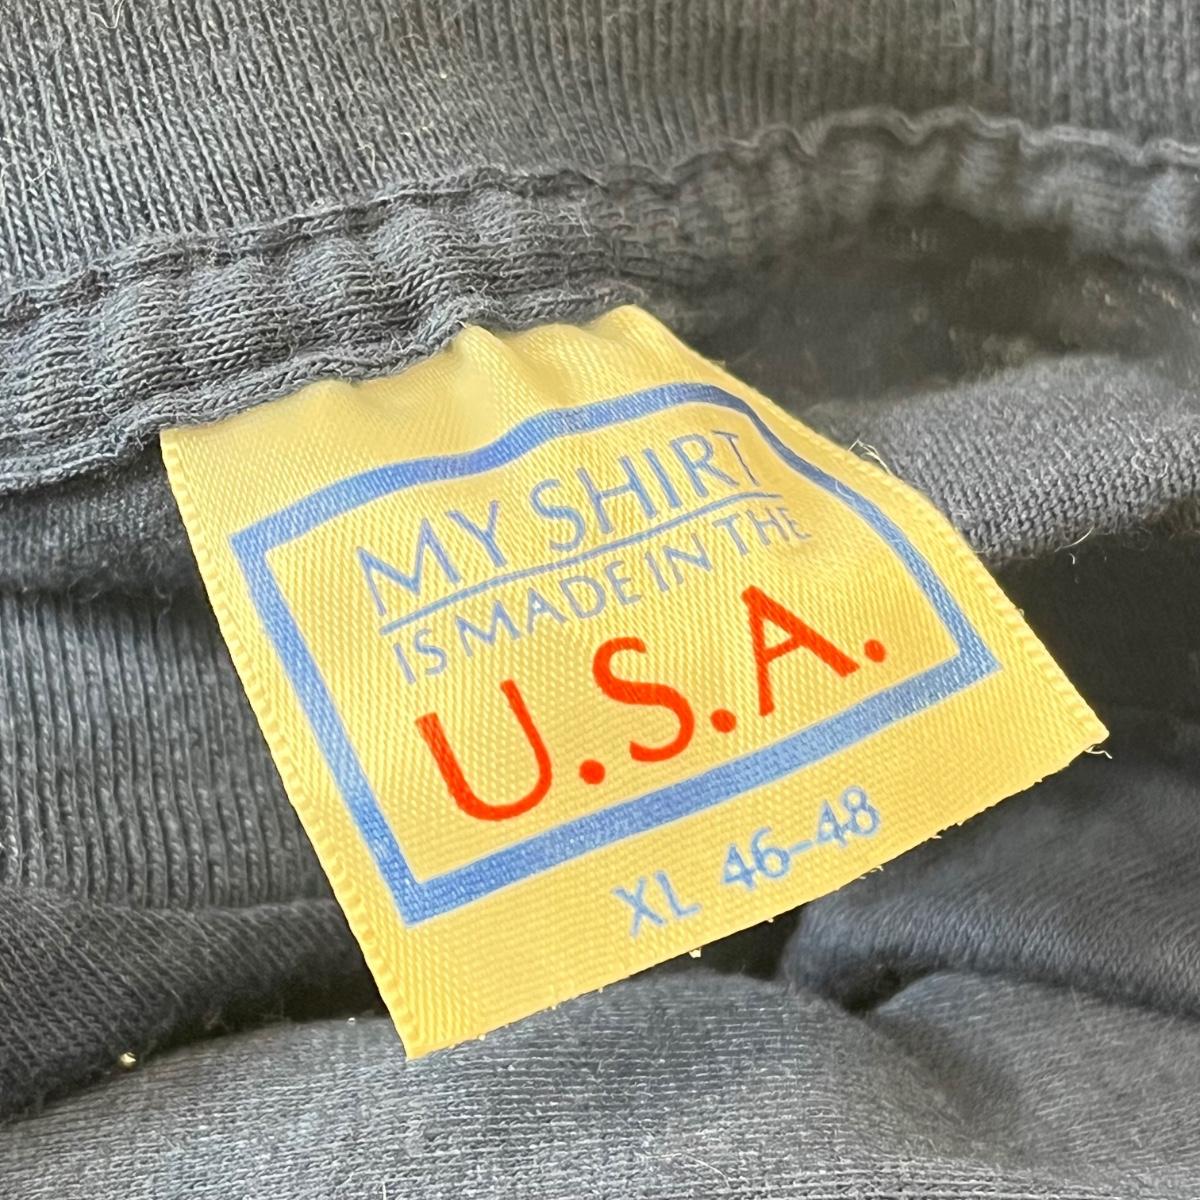 MY SHIRT
IS MADE IN THE
U.S.A.
XL 46-48